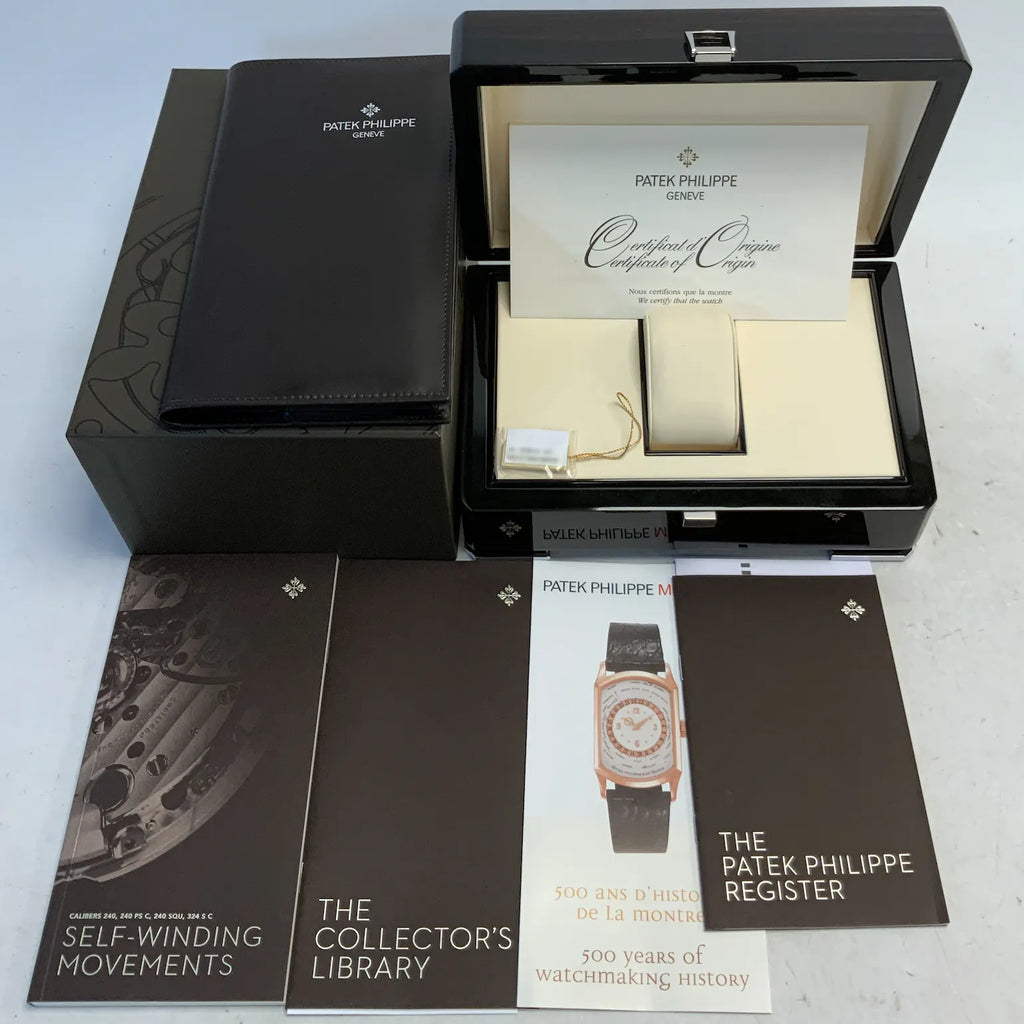 PATEK PHILIPPE
GENEVE
PATEK PHILIPPE
GENEVE
Certificat d'Origine
Certificate of Origin
Nous certifions que la montre
We certify that the watch
PATEK PHILIPPE M
PATEK PHILIPPE M
CALIBERS 240, 240 PS C, 240 SQU, 324 S C
SELF-WINDING
MOVEMENTS
THE
COLLECTOR'S
LIBRARY
500 ans d'histo
de la montre
500 years of
watchmaking history
THE
PATEK PHILIPPE
REGISTER